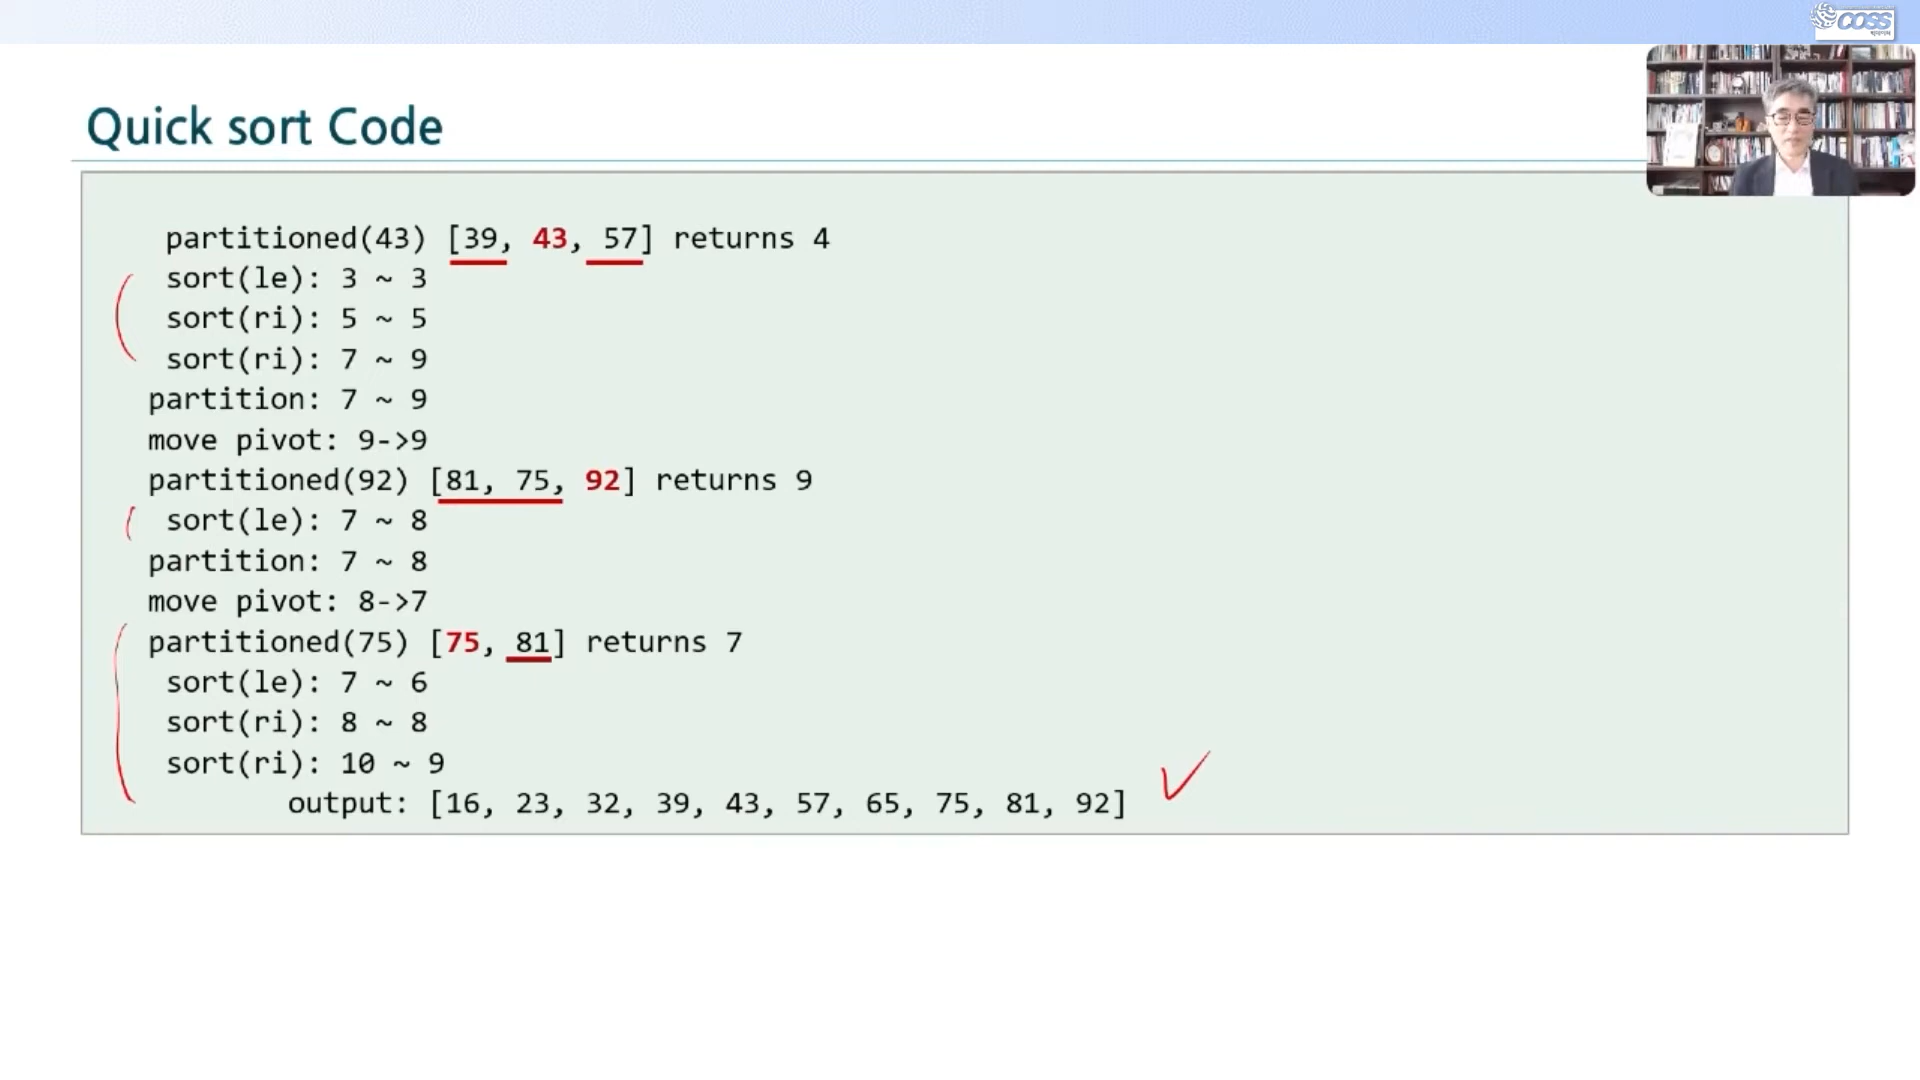 COSS
Quick sort Code
partitioned(43) [39, 43, 57] returns 4
sort(le): 3 ~ 3
sort(ri): 5 ~ 5
sort(ri): 7 ~ 9
partition: 7 ~ 9
move pivot: 9->9
partitioned(92) [81, 75, 92] returns 9
sort(le): 7 ~ 8
partition: 7 ~ 8
move pivot: 8->7
partitioned(75) [75, 81] returns 7
sort(le): 7 ~ 6
sort(ri): 8 ~ 8
sort(ri): 10 ~ 9
output: [16, 23, 32, 39, 43, 57, 65, 75, 81, 92]